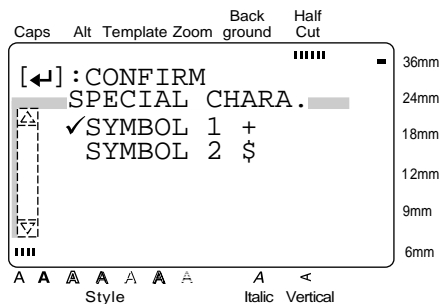 Caps Alt Template Zoom Back ground Half Cut
[↵]:CONFIRM
SPECIAL CHARA.
✓SYMBOL 1 +
SYMBOL 2 $
36mm
24mm
18mm
12mm
9mm
6mm
A A A A A A A A A
Style Italic Vertical